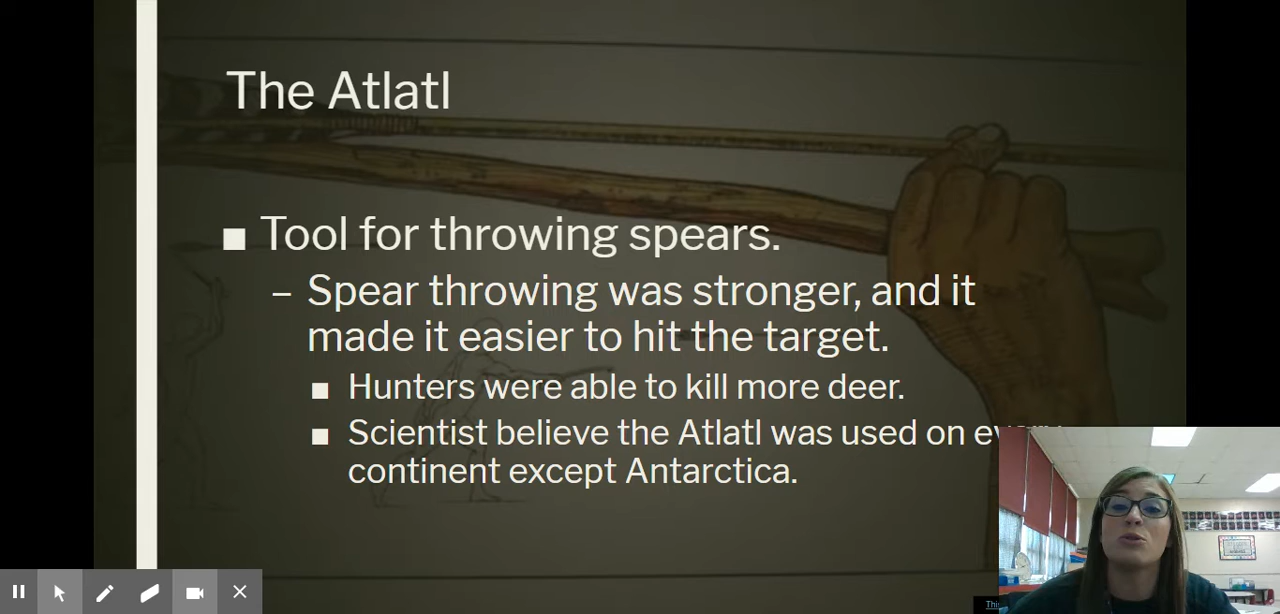 The Atlatl
■ Tool for throwing spears.
– Spear throwing was stronger, and it
made it easier to hit the target.
■ Hunters were able to kill more deer.
■ Scientist believe the Atlatl was used on every
continent except Antarctica.